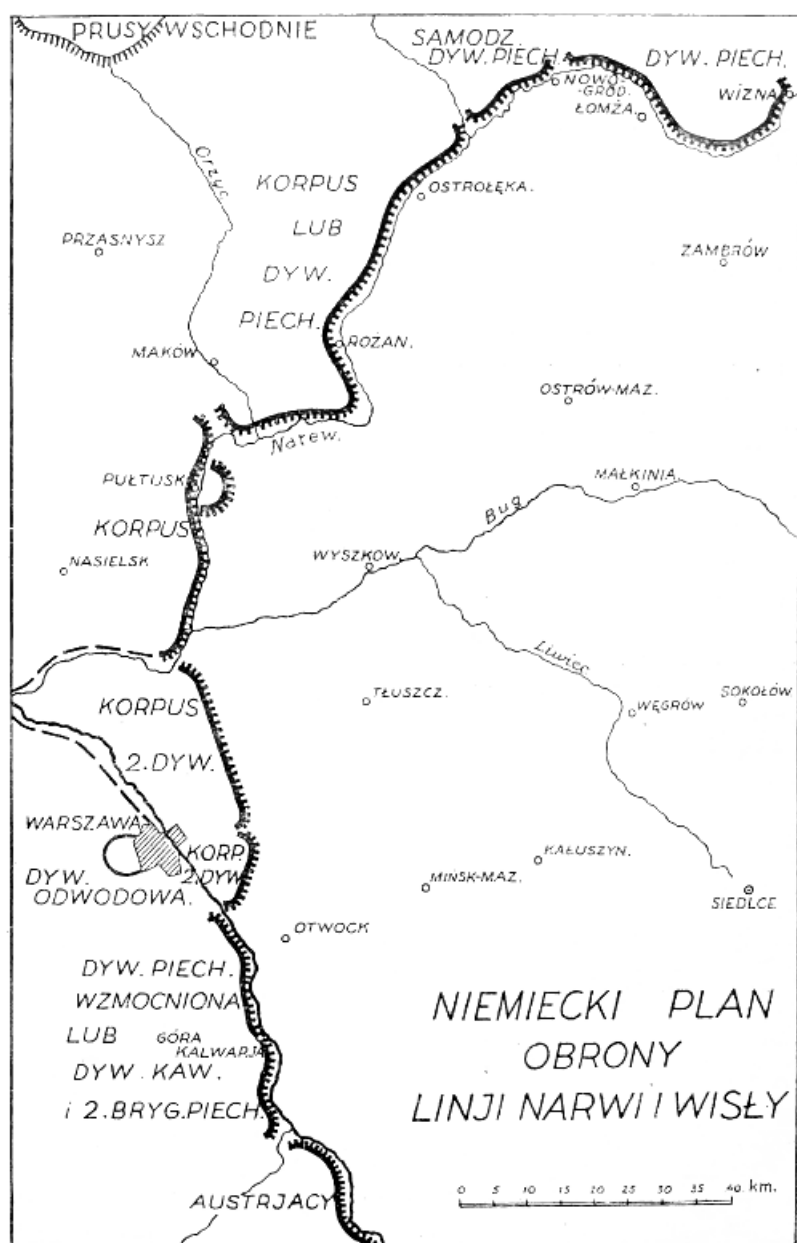 PRUSY WSCHODNIE
SAMODZ.
DYW. PIECH.
DYW. PIECH.
NOWO-
-GRÓD.
ŁOMŻA.
WIZNA
Orzyc
KORPUS
LUB
DYW.
PIECH.
OSTROŁĘKA.
PRZASNYSZ
ZAMBRÓW
MAKÓW
RÓŻAN.
OSTRÓW-MAZ.
Narew.
PUŁTUSK
MAŁKINIA
KORPUS
Bug
NASIELSK
WYSZKOW.
Liwiec
KORPUS
2. DYW.
TŁUSZCZ.
WĘGRÓW
SOKOŁÓW
WARSZAWA
KORP.
2. DYW.
DYW.
ODWODOWA.
KAŁUSZYN.
MIŃSK-MAZ.
SIEDLCE
OTWOCK
DYW. PIECH.
WZMOCNIONA
LUB
GÓRA
KALWARJA
DYW. KAW.
i 2. BRYG. PIECH.
NIEMIECKI PLAN
OBRONY
LINJI NARWI I WISŁY
AUSTRJACY
0 5 10 15 20 25 30 35 40 km.